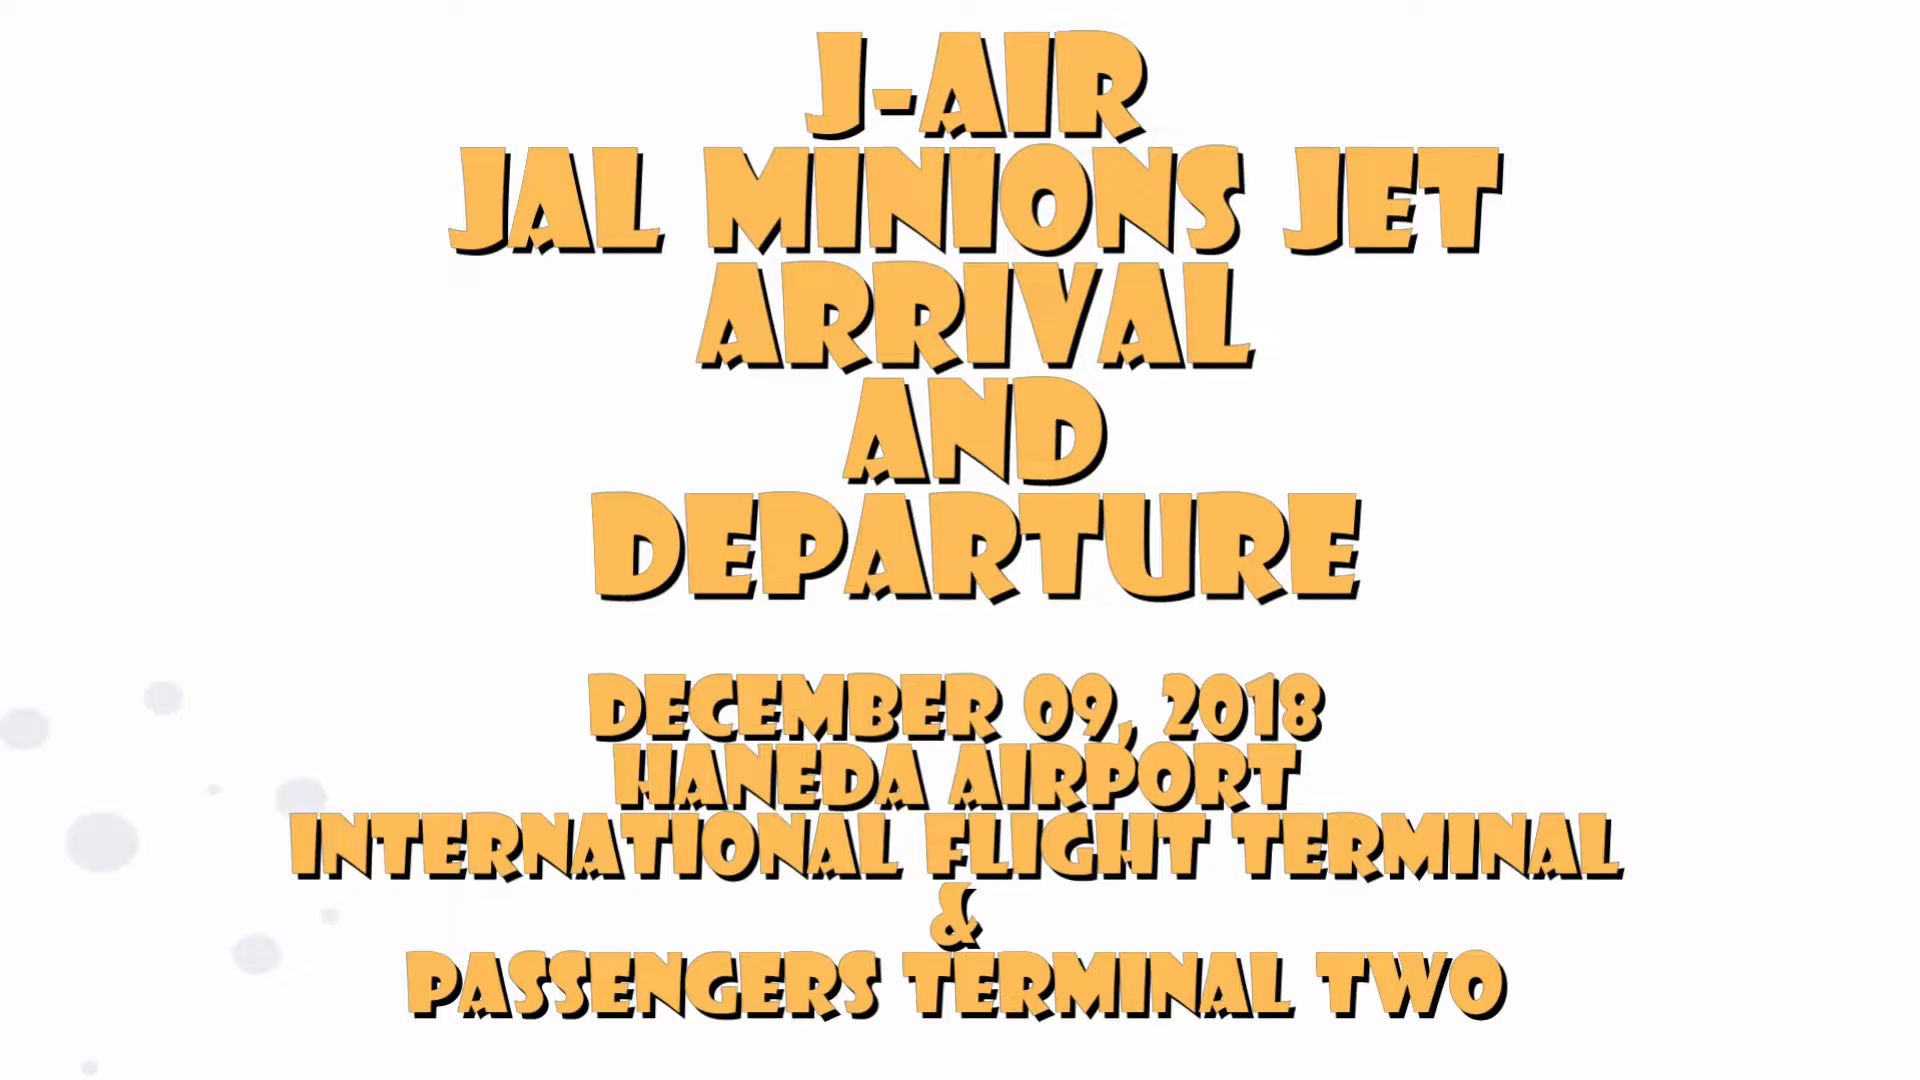 J-AIR
JAL MINIONS JET
ARRIVAL
AND
DEPARTURE
DECEMBER 09, 2018
HANEDA AIRPORT
INTERNATIONAL FLIGHT TERMINAL
&
PASSENGERS TERMINAL TWO